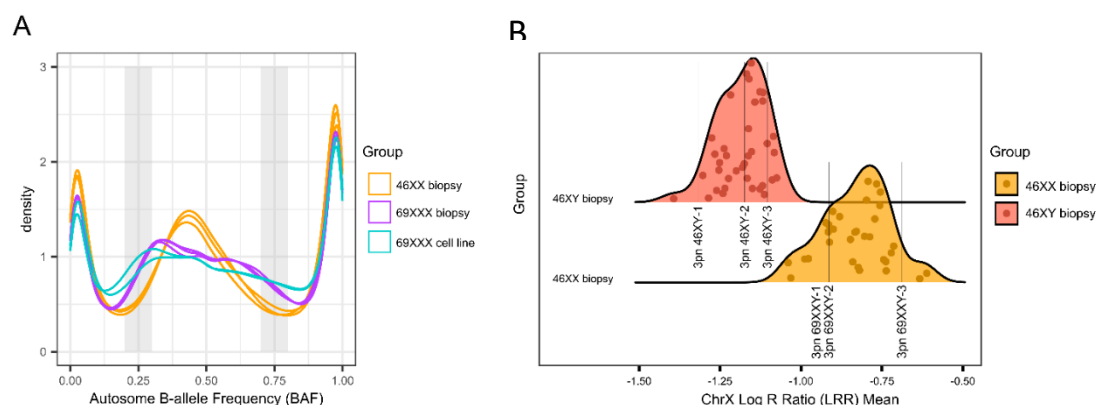 A
3
2
1
0
density
0.00
0.25
0.50
0.75
1.00
Autosome B-allele Frequency (BAF)
Group
46XX biopsy
69XXX biopsy
69XXX cell line
B
Group
46XY biopsy
46XX biopsy
3pn 46XY-1
3pn 46XY-2
3pn 46XY-3
3pn 69XXY-1
3pn 69XXY-2
3pn 69XXY-3
-1.50
-1.25
-1.00
-0.75
-0.50
ChrX Log R Ratio (LRR) Mean
Group
46XX biopsy
46XY biopsy